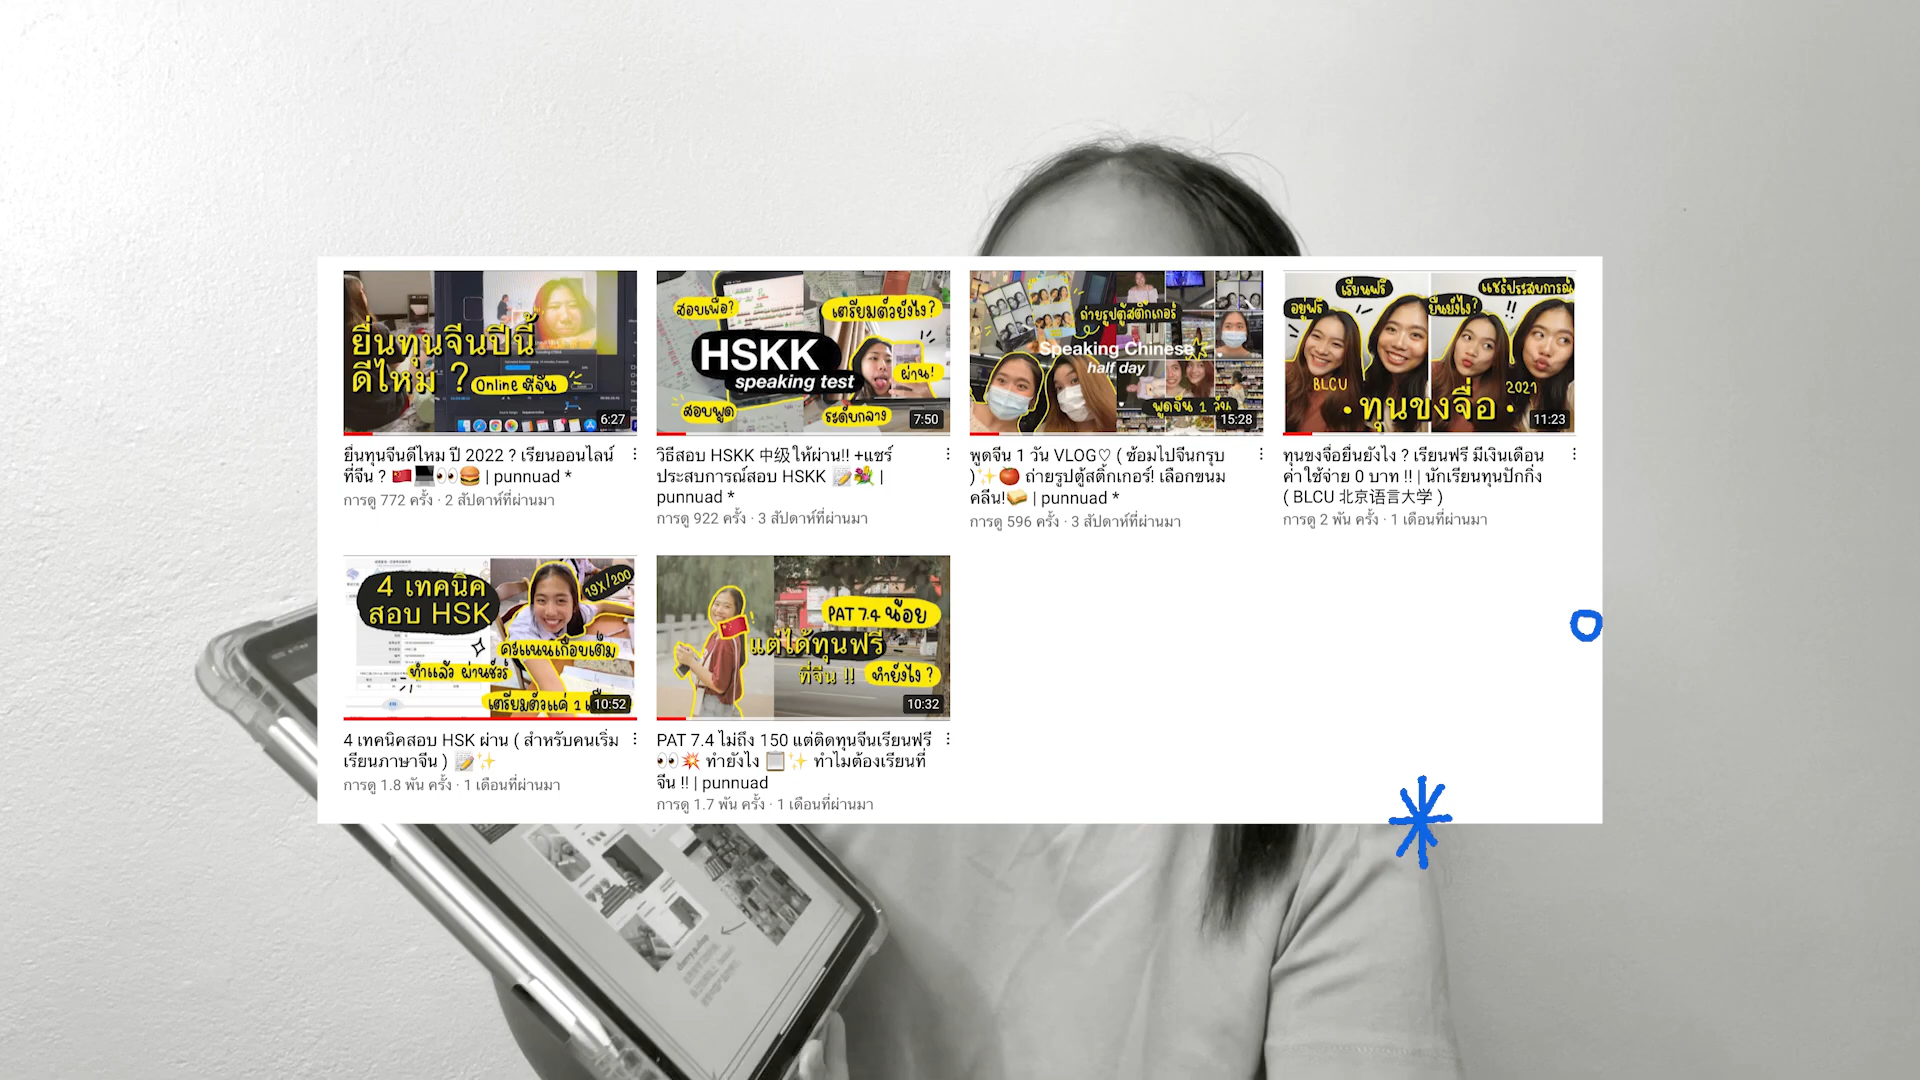 ยื่นทุนจีนปีนี้
ดีไหม ?
Online ที่จีน
6:27
สอบเพื่อ?
เตรียมตัวยังไง?
HSKK
speaking test
ผ่าน!
สอบพูด
ระดับกลาง
7:50
ถ่ายรูปตู้สติ๊กเกอร์
Speaking Chinese
half day
พูดจีน 1 วัน
15:28
อยู่ฟรี
เรียนฟรี
ยื่นยังไง?
แชร์ประสบการณ์
!!
BLCU
2021
• ทุนขงจื่อ •
11:23
ยื่นทุนจีนดีไหม ปี 2022 ? เรียนออนไลน์
ที่จีน ? 🇨🇳💻👀🍔 | punnuad *
การดู 772 ครั้ง · 2 สัปดาห์ที่ผ่านมา
วิธีสอบ HSKK 中级 ให้ผ่าน!! +แชร์
ประสบการณ์สอบ HSKK 📝💐 |
punnuad *
การดู 922 ครั้ง · 3 สัปดาห์ที่ผ่านมา
พูดจีน 1 วัน VLOG♡ ( ซ้อมไปจีนกรุบ
)✨🍎 ถ่ายรูปตู้สติ้กเกอร์! เลือกขนม
คลีน!🥪 | punnuad *
การดู 596 ครั้ง · 3 สัปดาห์ที่ผ่านมา
ทุนขงจื่อยื่นยังไง ? เรียนฟรี มีเงินเดือน
ค่าใช้จ่าย 0 บาท !! | นักเรียนทุนปักกิ่ง
( BLCU 北京语言大学 )
การดู 2 พัน ครั้ง · 1 เดือนที่ผ่านมา
4 เทคนิค
สอบ HSK
19X/200
คะแนนเกือบเต็ม
ทำแล้ว ผ่านชัวร์
เตรียมตัวแค่ 1
10:52
PAT 7.4 น้อย
แต่ได้ทุนฟรี
ที่จีน !!
ทำยังไง ?
10:32
4 เทคนิคสอบ HSK ผ่าน ( สำหรับคนเริ่ม
เรียนภาษาจีน ) 📝✨
การดู 1.8 พัน ครั้ง · 1 เดือนที่ผ่านมา
PAT 7.4 ไม่ถึง 150 แต่ติดทุนจีนเรียนฟรี
👀💥 ทำยังไง 📋✨ ทำไมต้องเรียนที่
จีน !! | punnuad
การดู 1.7 พัน ครั้ง · 1 เดือนที่ผ่านมา